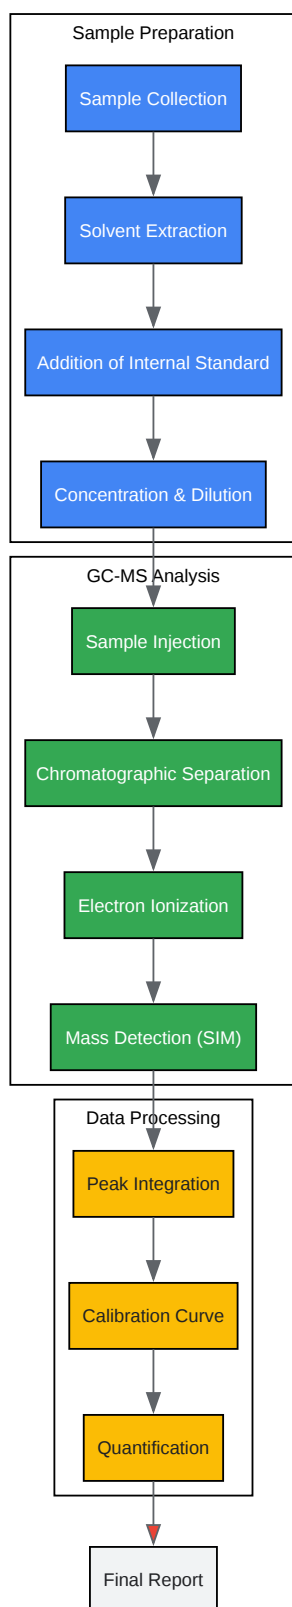 Sample Preparation
Sample Collection
Solvent Extraction
Addition of Internal Standard
Concentration & Dilution
GC-MS Analysis
Sample Injection
Chromatographic Separation
Electron Ionization
Mass Detection (SIM)
Data Processing
Peak Integration
Calibration Curve
Quantification
Final Report